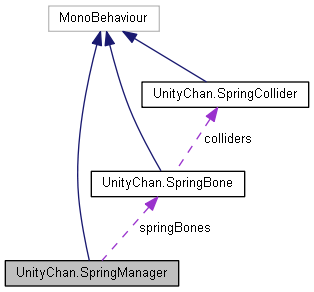 MonoBehaviour
UnityChan.SpringCollider
colliders
UnityChan.SpringBone
springBones
UnityChan.SpringManager